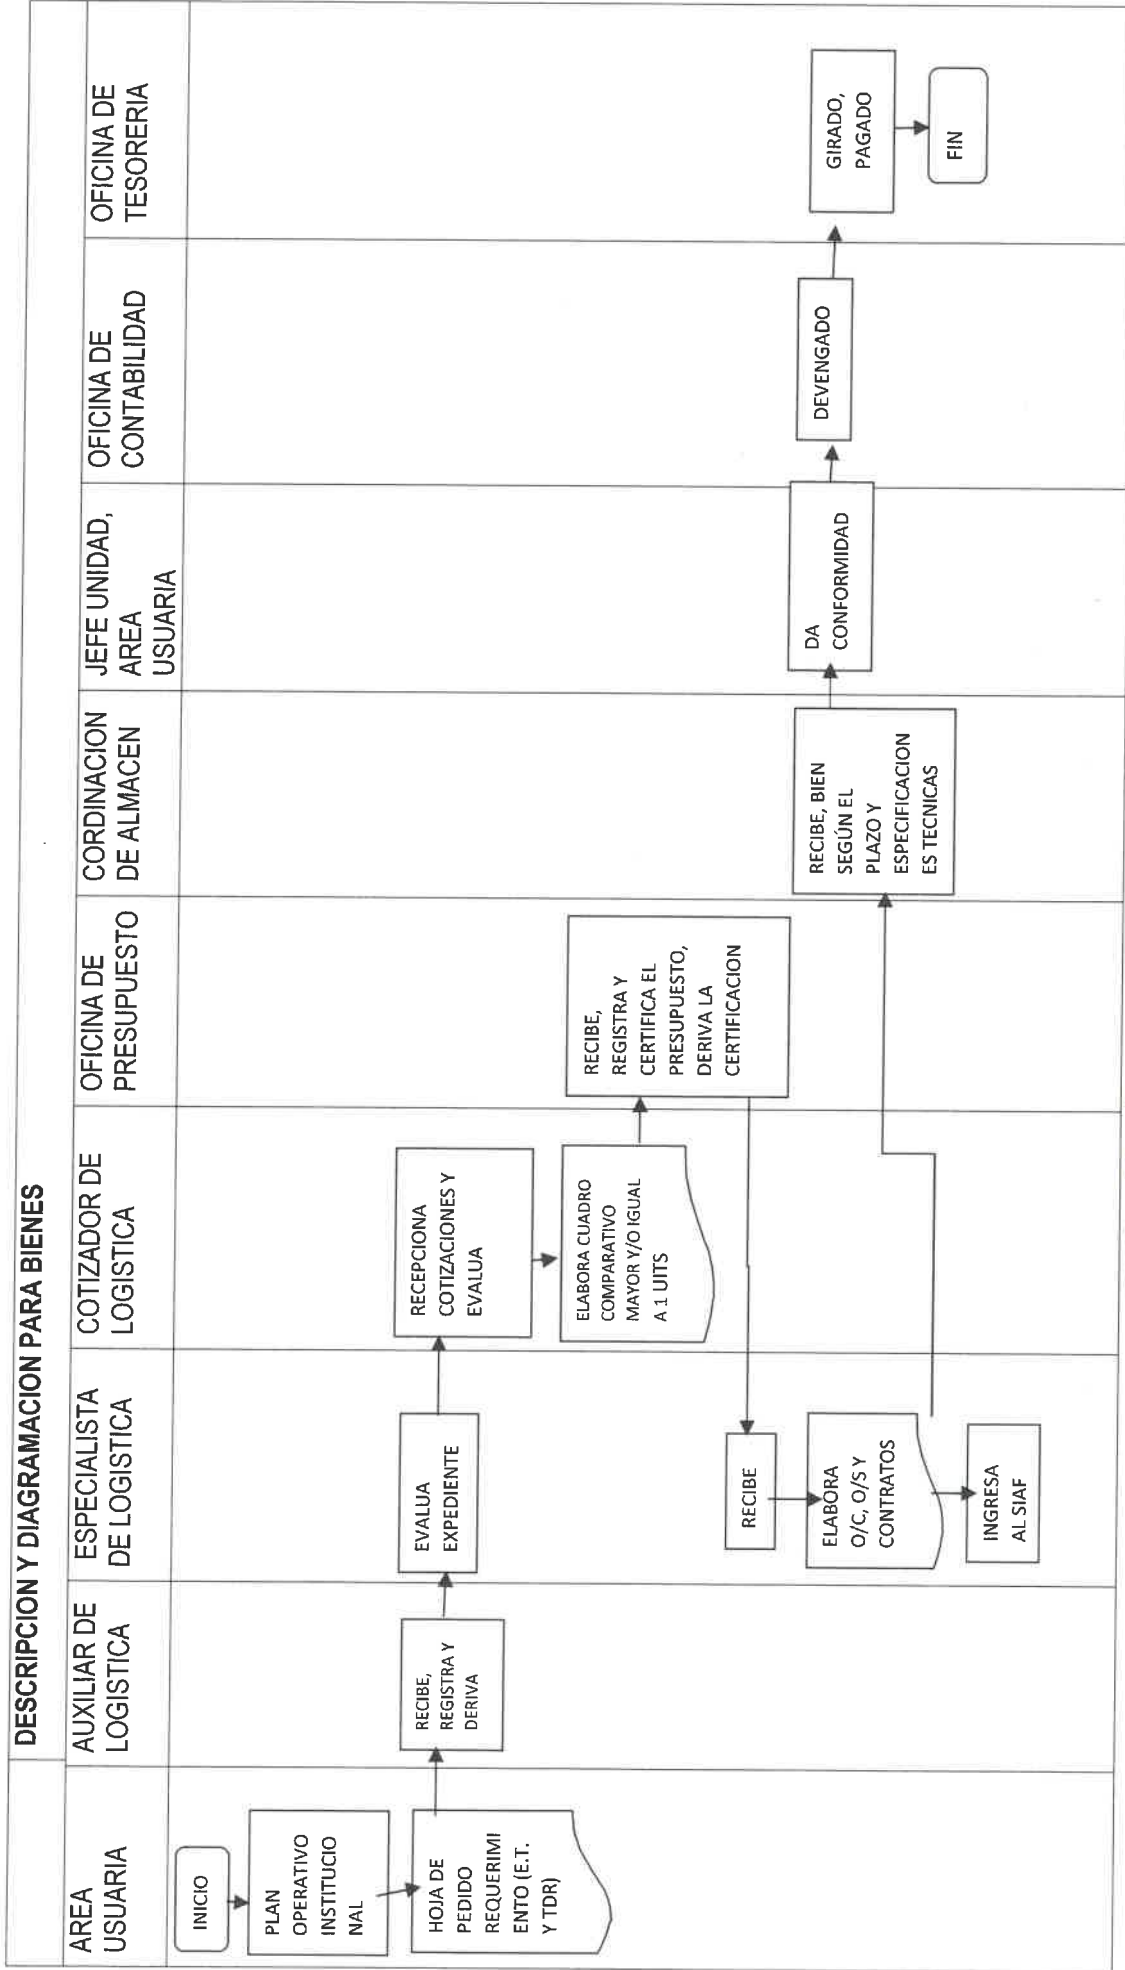 DESCRIPCION Y DIAGRAMACION PARA BIENES
AREA
USUARIA
AUXILIAR DE
LOGISTICA
ESPECIALISTA
DE LOGISTICA
COTIZADOR DE
LOGISTICA
OFICINA DE
PRESUPUESTO
CORDINACION
DE ALMACEN
JEFE UNIDAD,
AREA
USUARIA
OFICINA DE
CONTABILIDAD
OFICINA DE
TESORERIA
INICIO
PLAN
OPERATIVO
INSTITUCIO
NAL
HOJA DE
PEDIDO
REQUERIMI
ENTO (E.T.
Y TDR)
RECIBE,
REGISTRA Y
DERIVA
EVALUA
EXPEDIENTE
RECEPCIONA
COTIZACIONES Y
EVALUA
ELABORA CUADRO
COMPARATIVO
MAYOR Y/O IGUAL
A 1 UITS
RECIBE,
REGISTRA Y
CERTIFICA EL
PRESUPUESTO,
DERIVA LA
CERTIFICACION
RECIBE
ELABORA
O/C, O/S Y
CONTRATOS
INGRESA
AL SIAF
RECIBE, BIEN
SEGÚN EL
PLAZO Y
ESPECIFICACION
ES TECNICAS
DA
CONFORMIDAD
DEVENGADO
GIRADO,
PAGADO
FIN